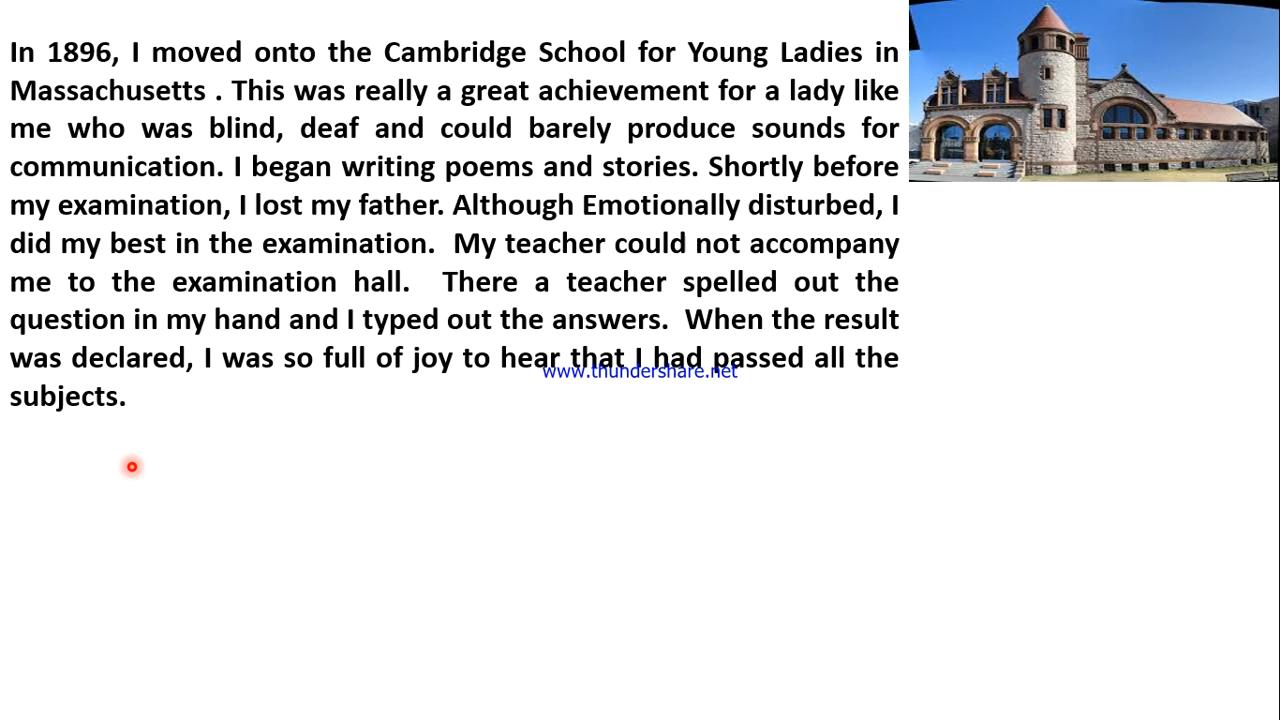 In 1896, I moved onto the Cambridge School for Young Ladies in
Massachusetts . This was really a great achievement for a lady like
me who was blind, deaf and could barely produce sounds for
communication. I began writing poems and stories. Shortly before
my examination, I lost my father. Although Emotionally disturbed, I
did my best in the examination.  My teacher could not accompany
me to the examination hall.  There a teacher spelled out the
question in my hand and I typed out the answers.  When the result
was declared, I was so full of joy to hear that I had passed all the
www.thundershare.net
subjects.